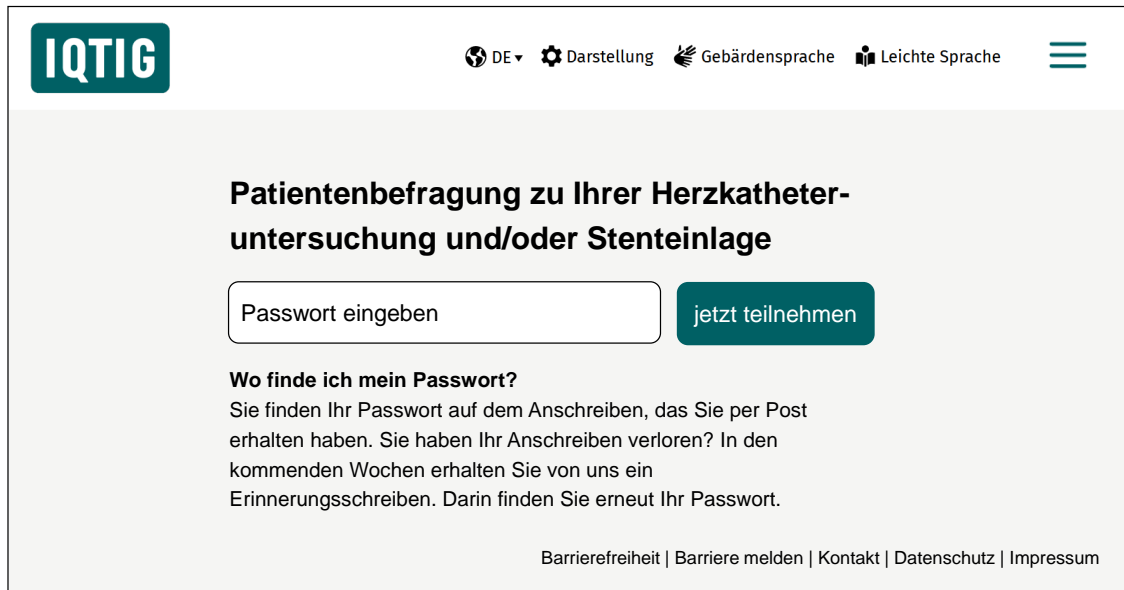 IQTIG
DE Darstellung Gebärdensprache Leichte Sprache
Patientenbefragung zu Ihrer Herzkatheter-
untersuchung und/oder Stenteinlage
Passwort eingeben jetzt teilnehmen
Wo finde ich mein Passwort?
Sie finden Ihr Passwort auf dem Anschreiben, das Sie per Post
erhalten haben. Sie haben Ihr Anschreiben verloren? In den
kommenden Wochen erhalten Sie von uns ein
Erinnerungsschreiben. Darin finden Sie erneut Ihr Passwort.
Barrierefreiheit | Barriere melden | Kontakt | Datenschutz | Impressum